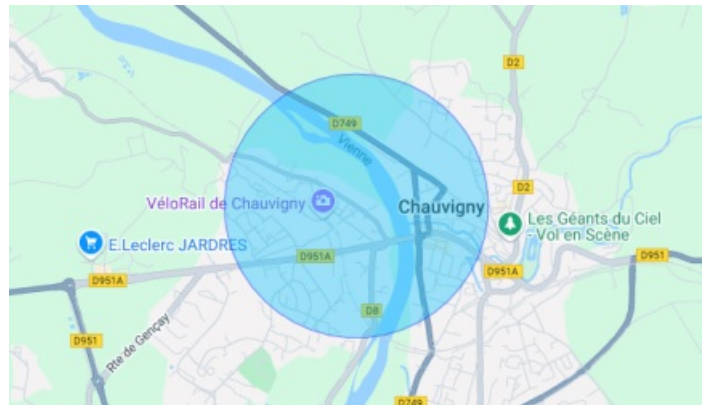 D2
D749
Vienne
D2
VéloRail de Chauvigny
Chauvigny
Les Géants du Ciel
- Vol en Scène
E.Leclerc JARDRES
D951A
D951
D951A
D951A
D8
D951
Rte de Gençay
D749